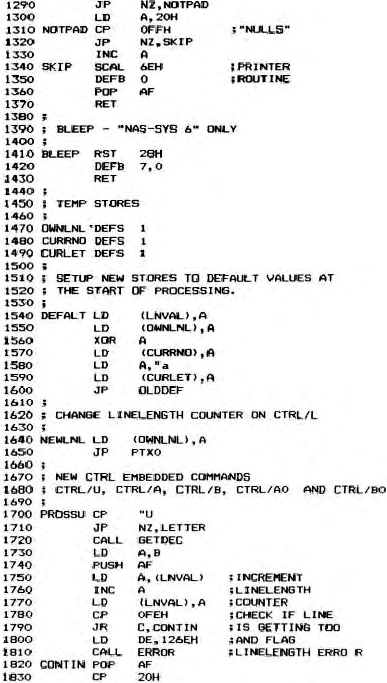 1290 JP NZ,NOTPAD
1300 LD A,20H
1310 NOTPAD CP 0FFH ;"NULLS"
1320 JP NZ,SKIP
1330 INC A
1340 SKIP SCAL 6EH ;PRINTER
1350 DEFB 0 ;ROUTINE
1360 POP AF
1370 RET
1380 ;
1390 ; BLEEP - "NAS-SYS 6" ONLY
1400 ;
1410 BLEEP RST 28H
1420 DEFB 7,0
1430 RET
1440 ;
1450 ; TEMP STORES
1460 ;
1470 OWNLNL DEFS 1
1480 CURRNO DEFS 1
1490 CURLET DEFS 1
1500 ;
1510 ; SETUP NEW STORES TO DEFAULT VALUES AT
1520 ; THE START OF PROCESSING.
1530 ;
1540 DEFALT LD (LNVAL),A
1550 LD (OWNLNL),A
1560 XOR A
1570 LD (CURRNO),A
1580 LD A,"a
1590 LD (CURLET),A
1600 JP OLDDEF
1610 ;
1620 ; CHANGE LINELENGTH COUNTER ON CTRL/L
1630 ;
1640 NEWLNL LD (OWNLNL),A
1650 JP PTX0
1660 ;
1670 ; NEW CTRL EMBEDDED COMMANDS
1680 ; CTRL/U, CTRL/A, CTRL/B, CTRL/A0 AND CTRL/B0
1690 ;
1700 PROSSU CP "U
1710 JP NZ,LETTER
1720 CALL GETDEC
1730 LD A,B
1740 PUSH AF
1750 LD A,(LNVAL) ;INCREMENT
1760 INC A ;LINELENGTH
1770 LD (LNVAL),A ;COUNTER
1780 CP 0FEH ;CHECK IF LINE
1790 JR C,CONTIN ;IS GETTING TOO
1800 LD DE,126EH ;AND FLAG
1810 CALL ERROR ;LINELENGTH ERRO R
1820 CONTIN POP AF
1830 CP 20H